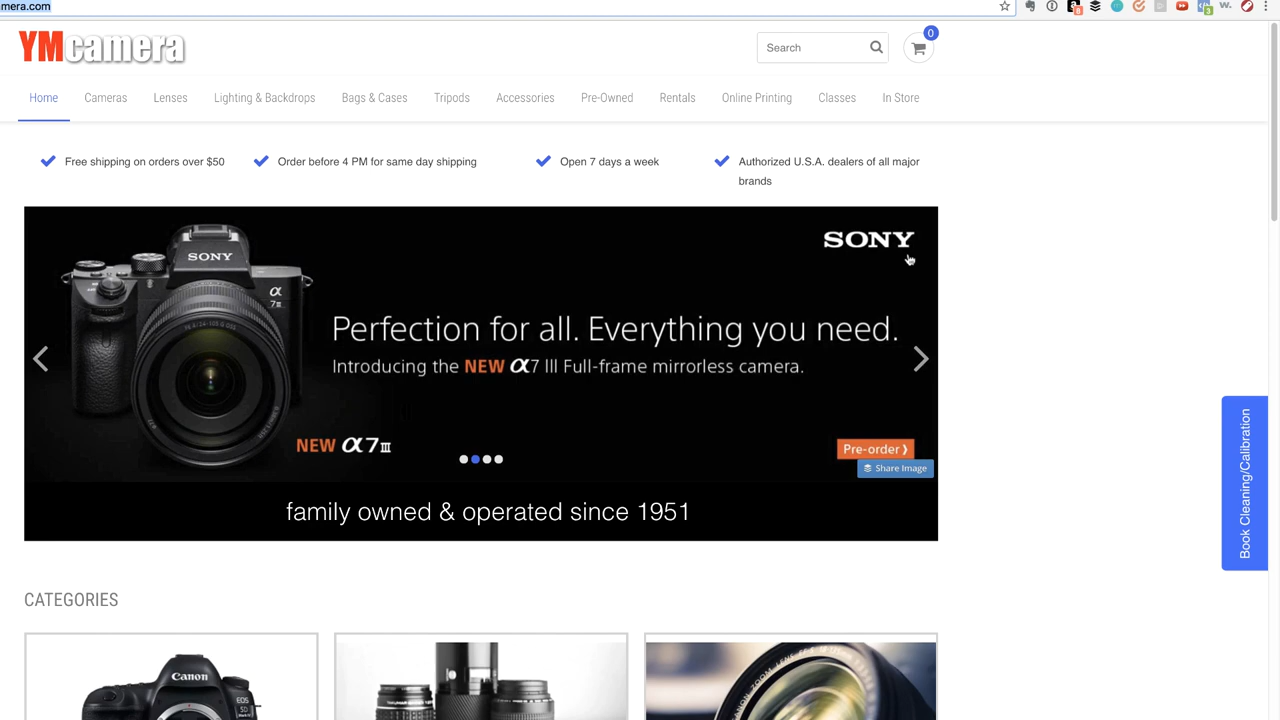 mera.com
YMcamera
Search
0
Home Cameras Lenses Lighting & Backdrops Bags & Cases Tripods Accessories Pre-Owned Rentals Online Printing Classes In Store
Free shipping on orders over $50
Order before 4 PM for same day shipping
Open 7 days a week
Authorized U.S.A. dealers of all major
brands
SONY
SONY
α
7III
Perfection for all. Everything you need.
Introducing the NEW α7 III Full-frame mirrorless camera.
NEW α7III
Pre-order ❯
Share Image
family owned & operated since 1951
Book Cleaning/Calibration
CATEGORIES
Canon
EOS
5D